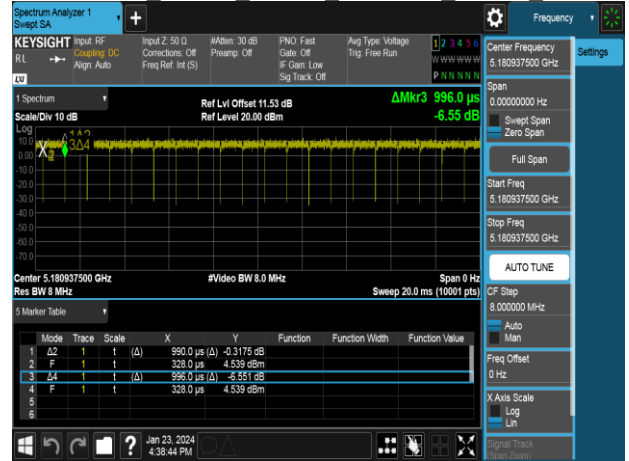 Spectrum Analyzer 1
Swept SA
Frequency
KEYSIGHT Input: RF Input Z: 50 Ω #Atten: 30 dB PNO: Fast Avg Type: Voltage 1 2 3 4 5 6
RL Coupling: DC Corrections: Off Preamp: Off Gate: Off Trig: Free Run W W W W W W
Align: Auto Freq Ref: Int (S) IF Gain: Low
Sig Track: Off P N N N N N
LXI
1 Spectrum
Ref Lvl Offset 11.53 dB ΔMkr3 996.0 µs
Scale/Div 10 dB Ref Level 20.00 dBm -6.55 dB
Log
10.0
0.00
-10.0
-20.0
-30.0
-40.0
-50.0
-60.0
-70.0
X
1Δ2
3Δ4
Center 5.180937500 GHz #Video BW 8.0 MHz Span 0 Hz
Res BW 8 MHz Sweep 20.0 ms (10001 pts)
5 Marker Table
Mode Trace Scale X Y Function Function Width Function Value
1 Δ2 1 t (Δ) 990.0 µs (Δ) -0.3175 dB
2 F 1 t 328.0 µs 4.539 dBm
3 Δ4 1 t (Δ) 996.0 µs (Δ) -6.551 dB
4 F 1 t 328.0 µs 4.539 dBm
5
6
? Jan 23, 2024
4:38:44 PM
Center Frequency
5.180937500 GHz
Settings
Span
0.00000000 Hz
Swept Span
Zero Span
Full Span
Start Freq
5.180937500 GHz
Stop Freq
5.180937500 GHz
AUTO TUNE
CF Step
8.000000 MHz
Auto
Man
Freq Offset
0 Hz
X Axis Scale
Log
Lin
Signal Track
(Span Zoom)